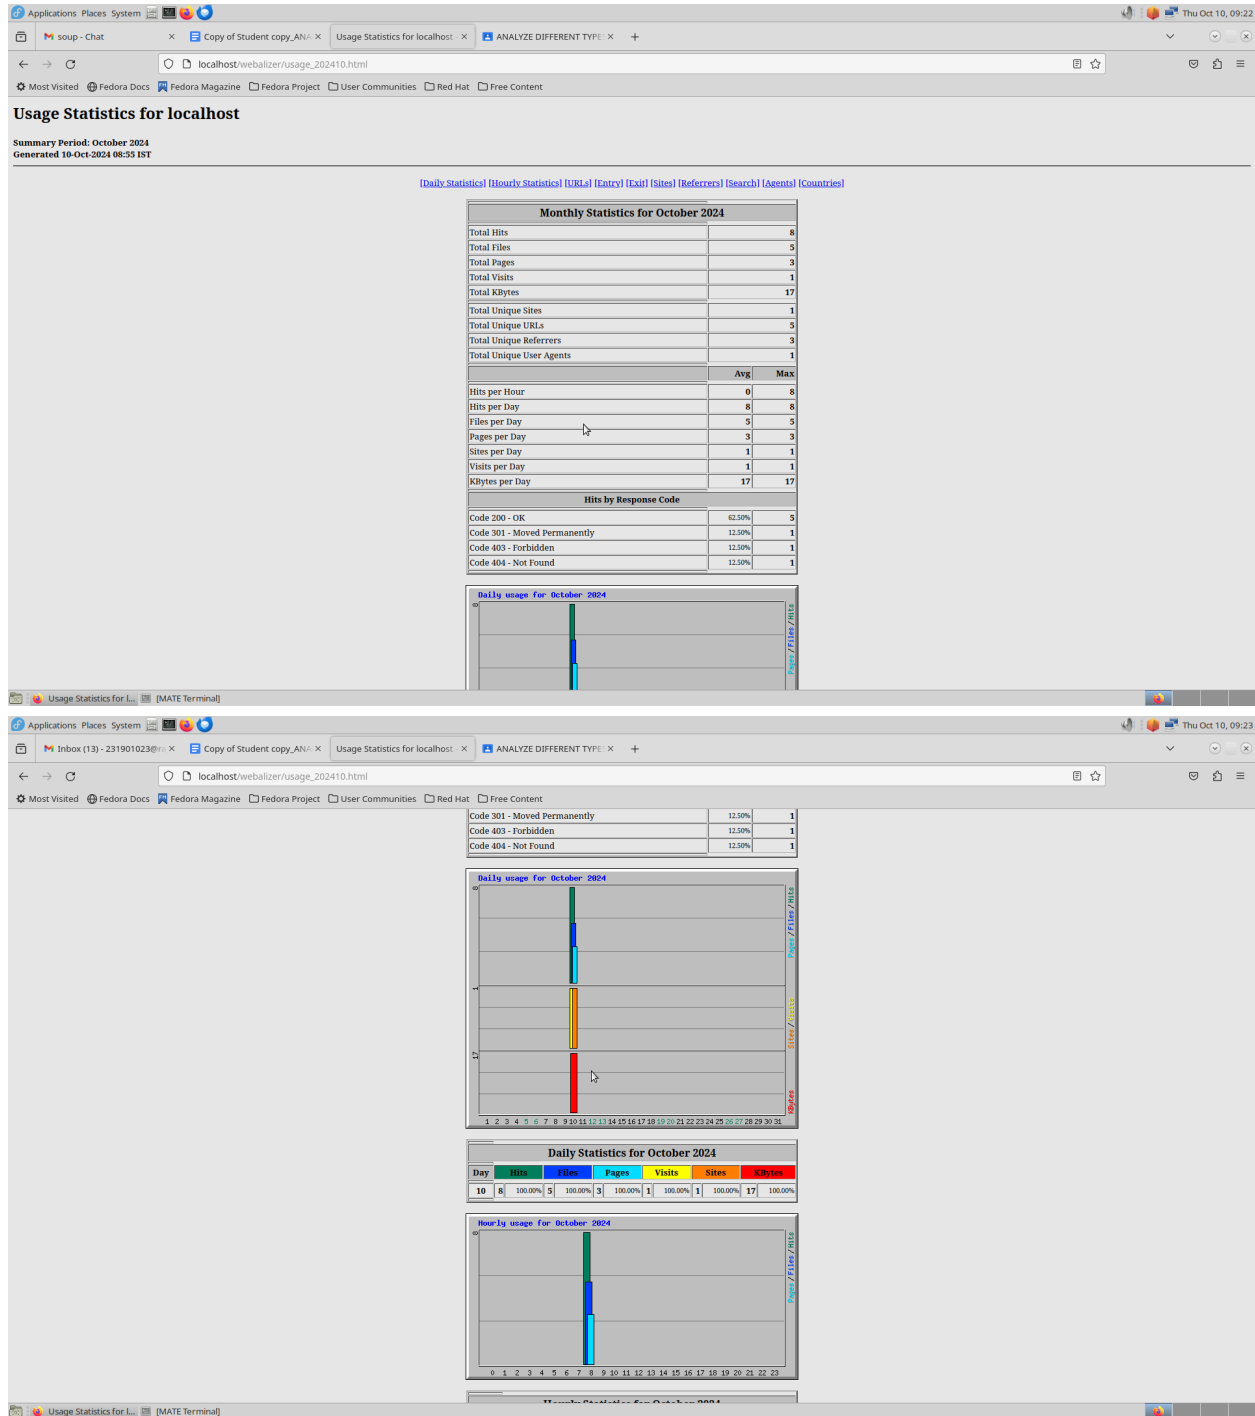 Applications Places System
Thu Oct 10, 09:22
soup - Chat
Copy of Student copy_ANA
Usage Statistics for localhost -
ANALYZE DIFFERENT TYPES
localhost/webalizer/usage_202410.html
Most Visited Fedora Docs Fedora Magazine Fedora Project User Communities Red Hat Free Content
Usage Statistics for localhost
Summary Period: October 2024
Generated 10-Oct-2024 08:55 IST
[Daily Statistics] [Hourly Statistics] [URLs] [Entry] [Exit] [Sites] [Referrers] [Search] [Agents] [Countries]
Monthly Statistics for October 2024
Total Hits 8
Total Files 5
Total Pages 3
Total Visits 1
Total KBytes 17
Total Unique Sites 1
Total Unique URLs 5
Total Unique Referrers 3
Total Unique User Agents 1
Avg Max
Hits per Hour 0 8
Hits per Day 8 8
Files per Day 5 5
Pages per Day 3 3
Sites per Day 1 1
Visits per Day 1 1
KBytes per Day 17 17
Hits by Response Code
Code 200 - OK 62.50% 5
Code 301 - Moved Permanently 12.50% 1
Code 403 - Forbidden 12.50% 1
Code 404 - Not Found 12.50% 1
Daily usage for October 2024
8
Pages / Files / Hits
Usage Statistics for l... [MATE Terminal]
Applications Places System
Thu Oct 10, 09:23
Inbox (13) - 231901023@ra
Copy of Student copy_ANA
Usage Statistics for localhost -
ANALYZE DIFFERENT TYPES
localhost/webalizer/usage_202410.html
Most Visited Fedora Docs Fedora Magazine Fedora Project User Communities Red Hat Free Content
Code 301 - Moved Permanently 12.50% 1
Code 403 - Forbidden 12.50% 1
Code 404 - Not Found 12.50% 1
Daily usage for October 2024
8
Pages / Files / Hits
1
Sites / Visits
17
KBytes
1 2 3 4 5 6 7 8 9 10 11 12 13 14 15 16 17 18 19 20 21 22 23 24 25 26 27 28 29 30 31
Daily Statistics for October 2024
Day Hits Files Pages Visits Sites KBytes
10 8 100.00% 5 100.00% 3 100.00% 1 100.00% 1 100.00% 17 100.00%
Hourly usage for October 2024
8
Pages / Files / Hits
0 1 2 3 4 5 6 7 8 9 10 11 12 13 14 15 16 17 18 19 20 21 22 23
Hourly Statistics for October 2024
Usage Statistics for l... [MATE Terminal]